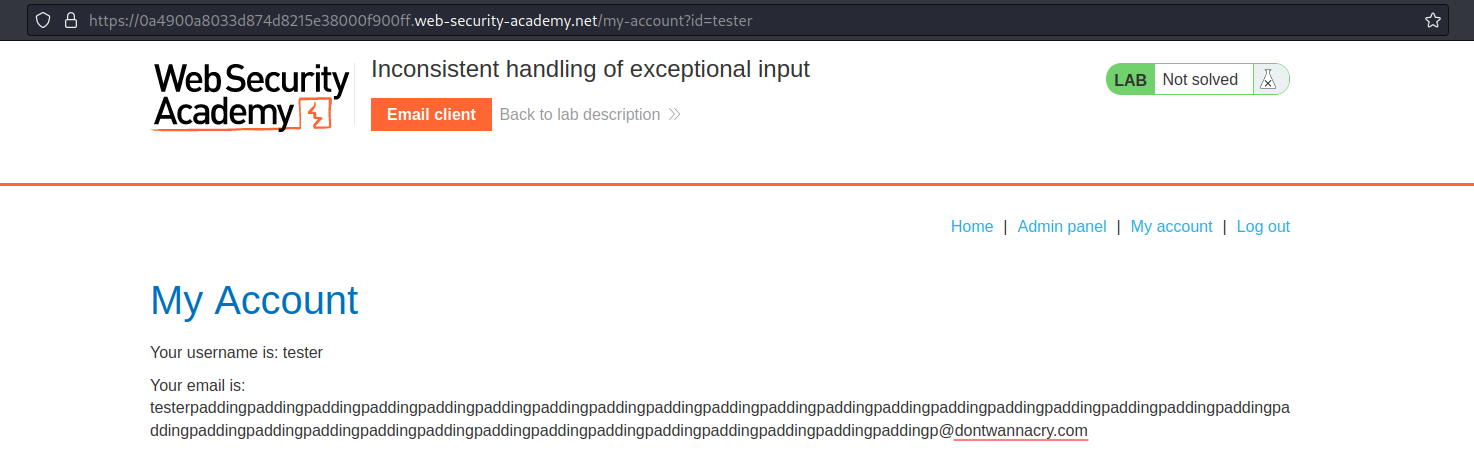 https://0a4900a8033d874d8215e38000f900ff.web-security-academy.net/my-account?id=tester
Web Security
Academy
Inconsistent handling of exceptional input
Email client
Back to lab description
LAB
Not solved
Home | Admin panel | My account | Log out
My Account
Your username is: tester
Your email is:
testerpaddingpaddingpaddingpaddingpaddingpaddingpaddingpaddingpaddingpaddingpaddingpaddingpaddingpaddingpaddingpaddingpaddingpaddingpaddingpa
ddingpaddingpaddingpaddingpaddingpaddingpaddingpaddingpaddingpaddingpaddingpaddingpaddingpaddingp@dontwannacry.com